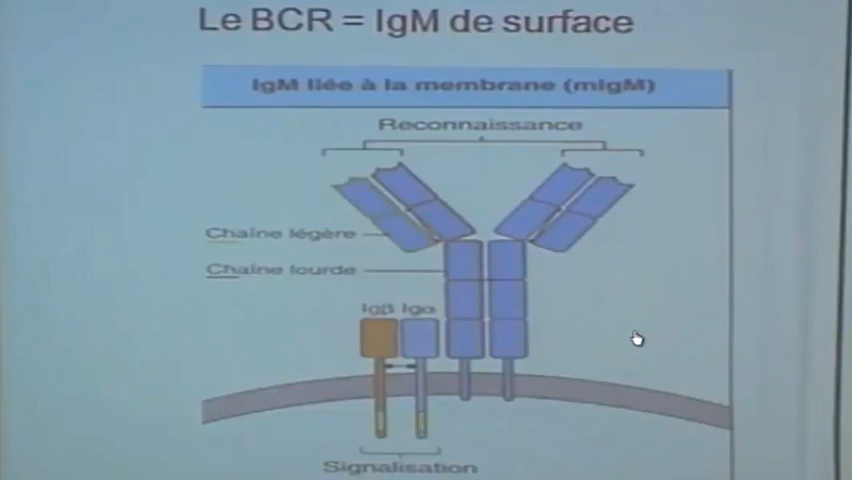 Le BCR = IgM de surface
IgM liée à la membrane (mIgM)
Reconnaissance
Chaîne légère
Chaîne lourde
Igβ Igα
Signalisation